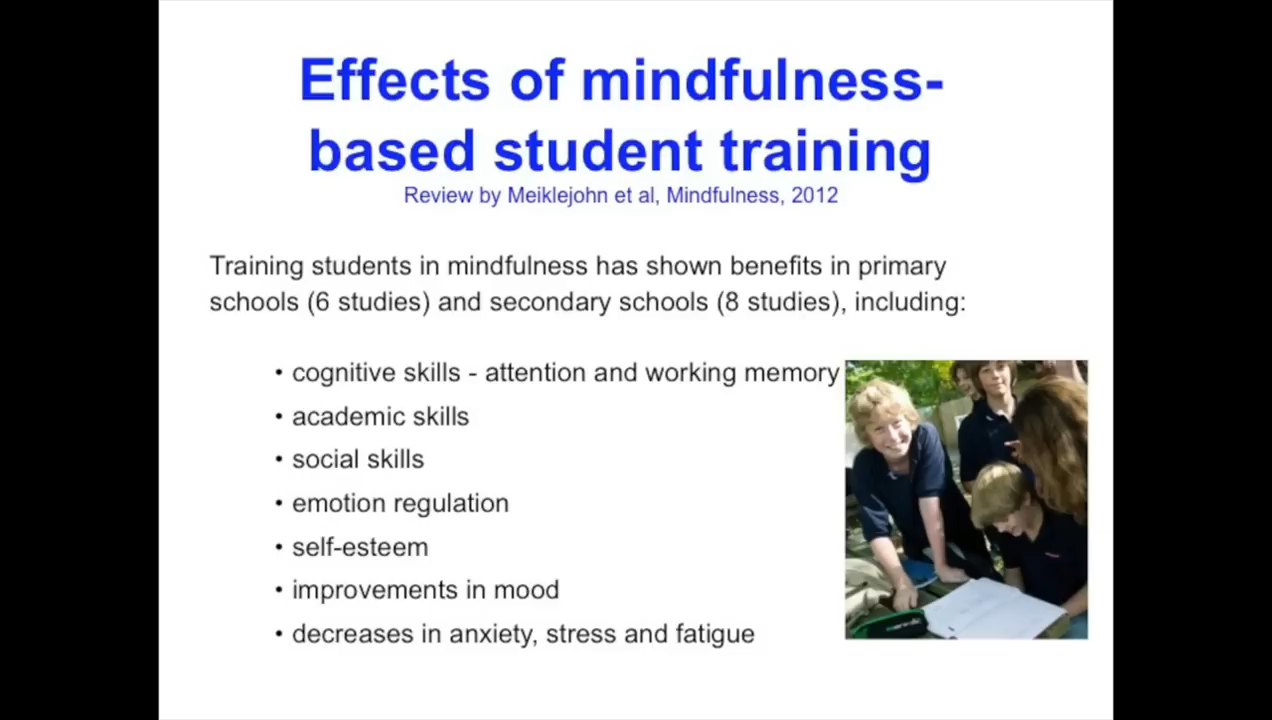 Effects of mindfulness-
based student training
Review by Meiklejohn et al, Mindfulness, 2012
Training students in mindfulness has shown benefits in primary
schools (6 studies) and secondary schools (8 studies), including:
• cognitive skills - attention and working memory
• academic skills
• social skills
• emotion regulation
• self-esteem
• improvements in mood
• decreases in anxiety, stress and fatigue